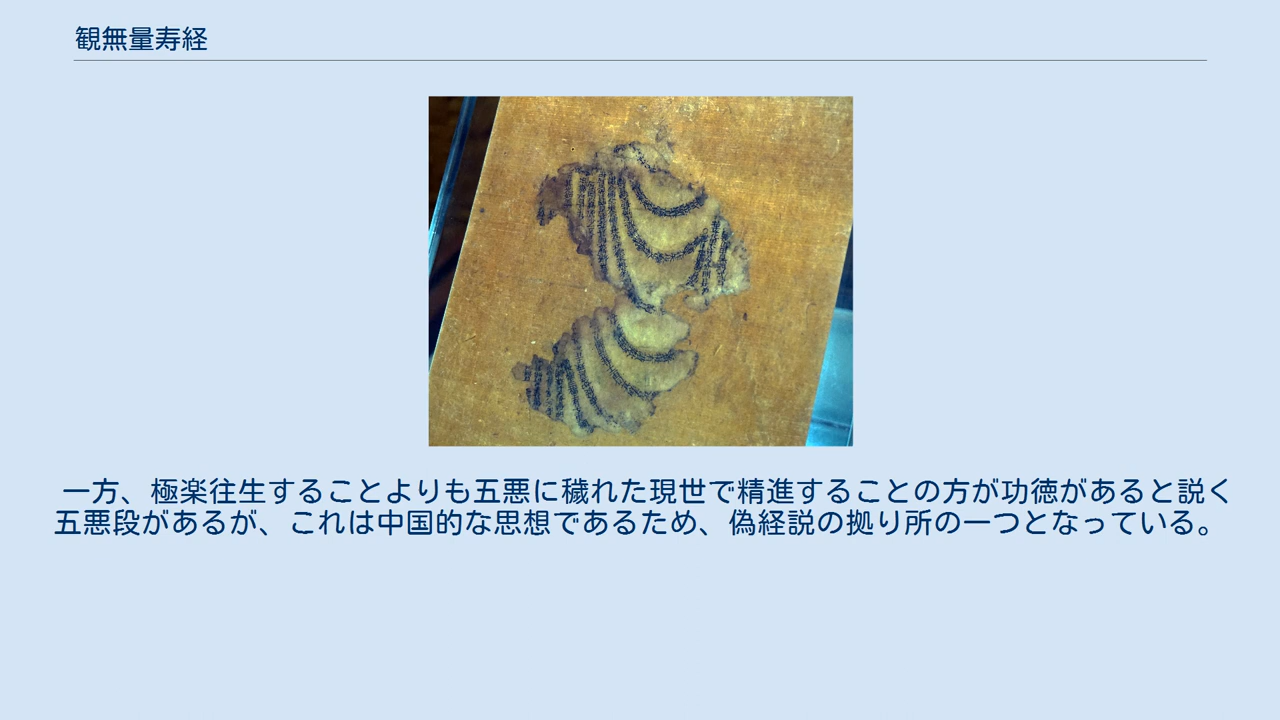 観無量寿経
一方、極楽往生することよりも五悪に穢れた現世で精進することの方が功徳があると説く
五悪段があるが、これは中国的な思想であるため、偽経説の拠り所の一つとなっている。